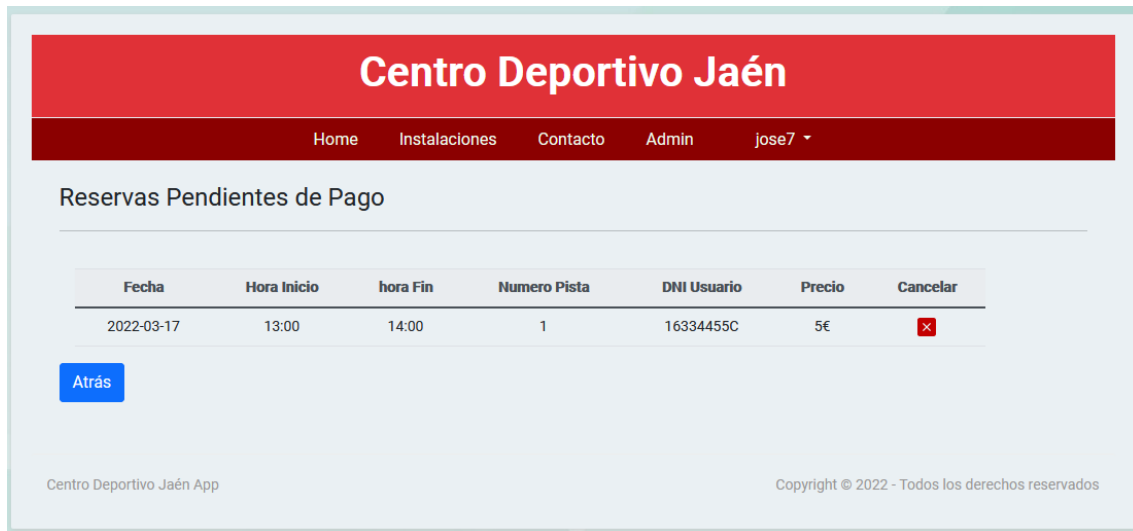 Centro Deportivo Jaén
Home Instalaciones Contacto Admin jose7
Reservas Pendientes de Pago
Fecha Hora Inicio hora Fin Numero Pista DNI Usuario Precio Cancelar
2022-03-17 13:00 14:00 1 16334455C 5€
Atrás
Centro Deportivo Jaén App Copyright © 2022 - Todos los derechos reservados